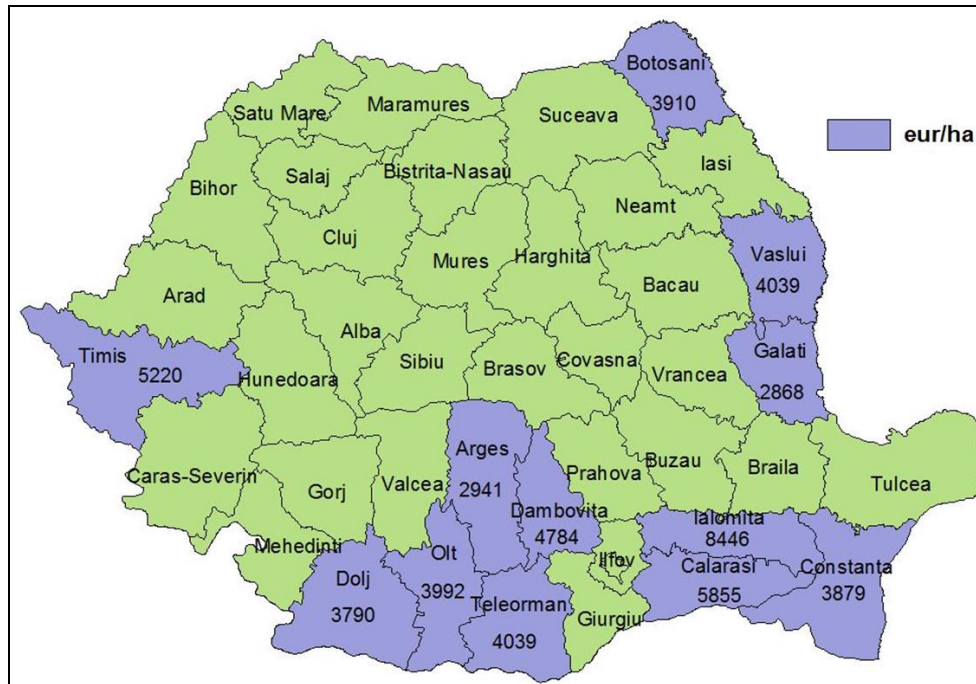 Botosani
3910
eur/ha
Satu Mare
Maramures
Suceava
Iasi
Salaj
Bistrita-Nasau
Bihor
Neamt
Cluj
Mures
Harghita
Vaslui
4039
Bacau
Arad
Alba
Timis
5220
Sibiu
Brasov
Covasna
Galati
2868
Hunedoara
Vrancea
Arges
2941
Caras-Severin
Gorj
Valcea
Prahova
Buzau
Braila
Tulcea
Dambovita
4784
Ialomita
8446
Mehedinti
Olt
3992
Ilfov
Calarasi
5855
Constanta
3879
Dolj
3790
Teleorman
4039
Giurgiu